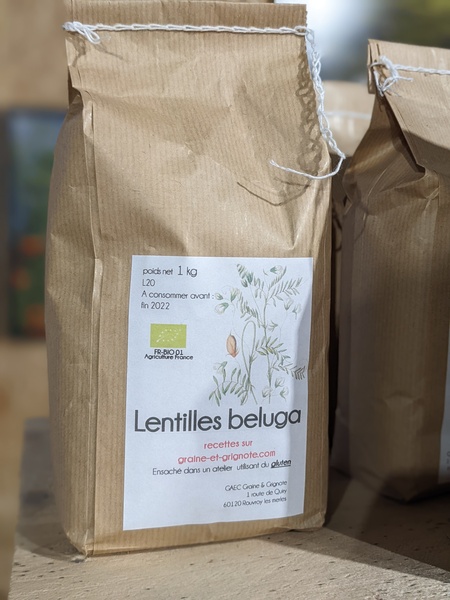 poids net 1 kg
L20
A consommer avant :
fin 2022
FR-BIO 01
Agriculture France
Lentilles beluga
recettes sur
graine-et-grignote.com
Ensaché dans un atelier utilisant du gluten
GAEC Graine & Grignote
1 route de Quiry
60120 Rouvroy les merles